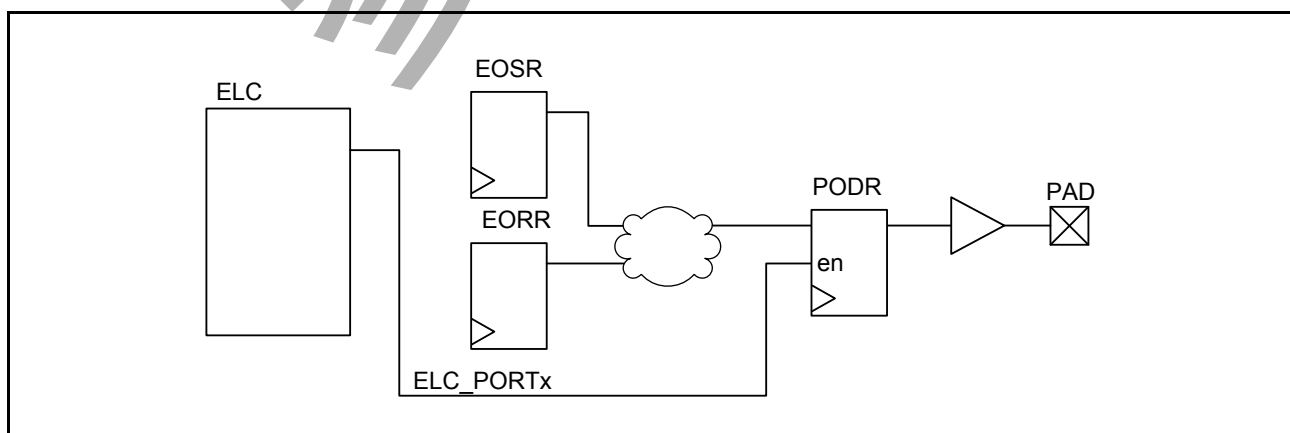 ELC
EOSR
EORR
PODR
en
PAD
ELC_PORTx